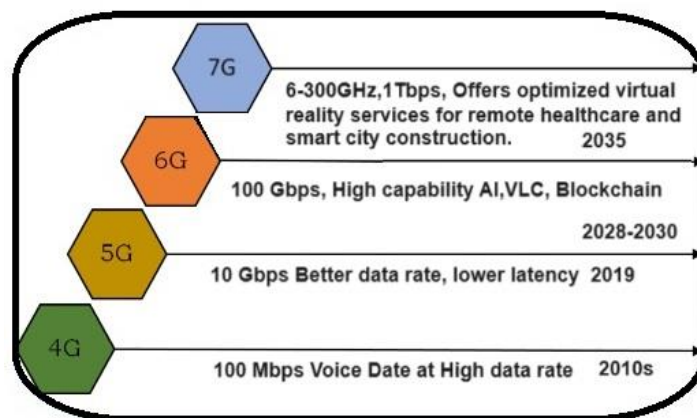 7G
6-300GHz,1Tbps, Offers optimized virtual
reality services for remote healthcare and
smart city construction. 2035
6G
100 Gbps, High capability AI,VLC, Blockchain
2028-2030
5G
10 Gbps Better data rate, lower latency 2019
4G
100 Mbps Voice Date at High data rate 2010s